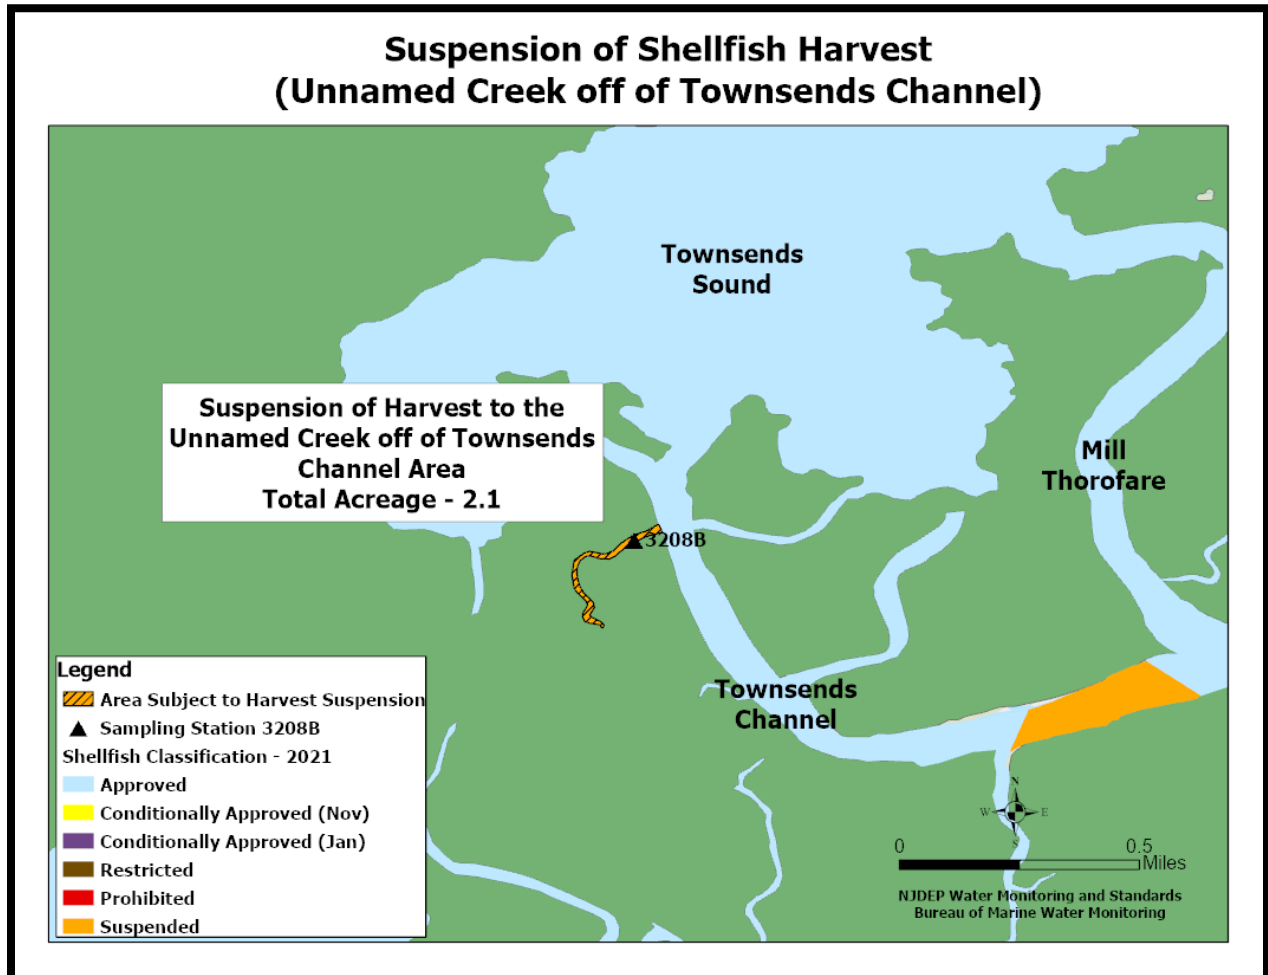 Suspension of Shellfish Harvest
(Unnamed Creek off of Townsends Channel)
Townsends
Sound
Suspension of Harvest to the
Unnamed Creek off of Townsends
Channel Area
Total Acreage - 2.1
Mill
Thorofare
3208B
Townsends
Channel
Legend
Area Subject to Harvest Suspension
Sampling Station 3208B
Shellfish Classification - 2021
Approved
Conditionally Approved (Nov)
Conditionally Approved (Jan)
Restricted
Prohibited
Suspended
N
W E
S
0 0.5
Miles
NJDEP Water Monitoring and Standards
Bureau of Marine Water Monitoring